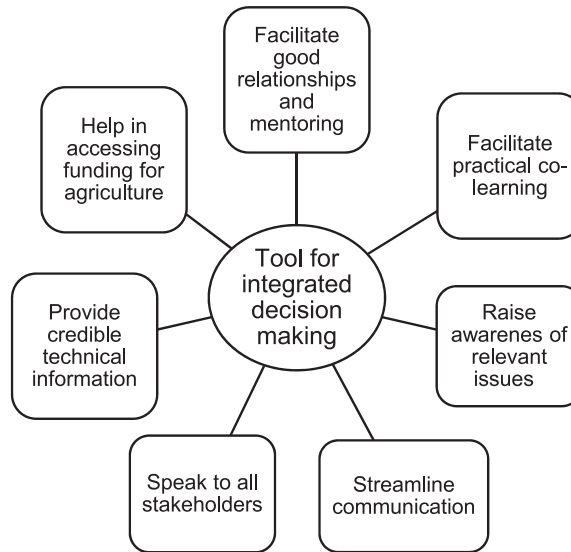 Facilitate
good
relationships
and
mentoring
Help in
accessing
funding for
agriculture
Facilitate
practical co-
learning
Tool for
integrated
decision
making
Provide
credible
technical
information
Raise
awarenes of
relevant
issues
Speak to all
stakeholders
Streamline
communication